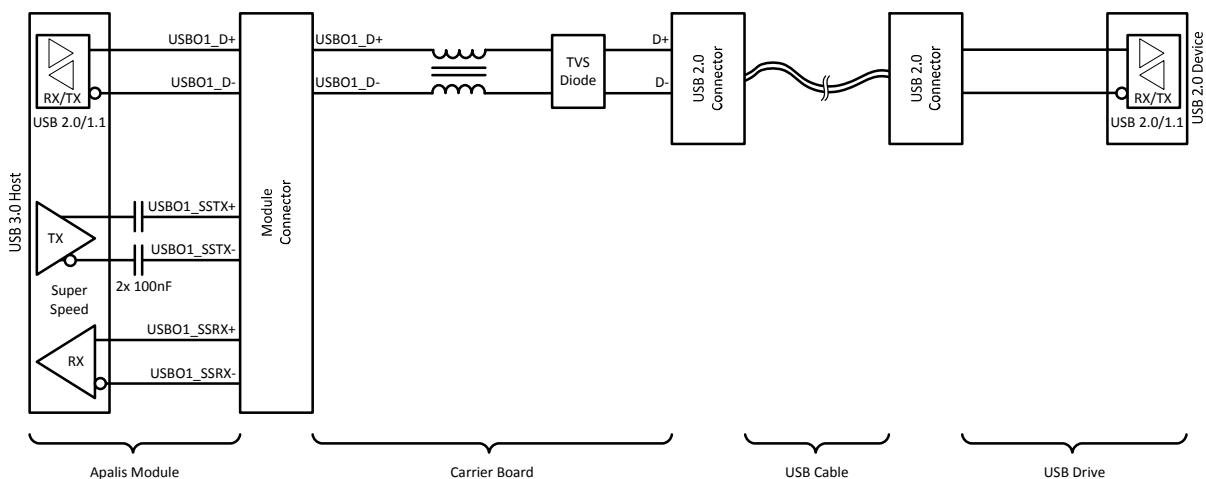 USBO1_D+
USBO1_D+
D+
RX/TX
TVS
Diode
USB 2.0
Connector
USB 2.0
Connector
RX/TX
USB 2.0 Device
USBO1_D-
USBO1_D-
D-
USB 2.0/1.1
USB 2.0/1.1
USB 3.0 Host
Module
Connector
TX
USBO1_SSTX+
USBO1_SSTX-
2x 100nF
Super
Speed
RX
USBO1_SSRX+
USBO1_SSRX-
Apalis Module
Carrier Board
USB Cable
USB Drive